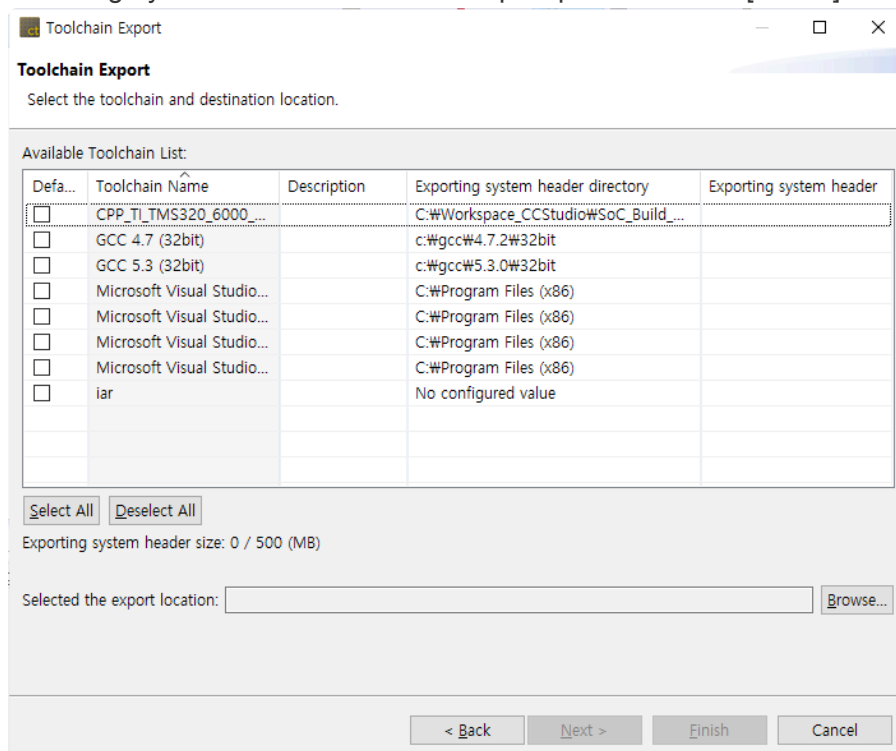 Toolchain Export
Toolchain Export
Select the toolchain and destination location.
Available Toolchain List:
Defa... Toolchain Name Description Exporting system header directory Exporting system header
CPP_TI_TMS320_6000_... C:₩Workspace_CCStudio₩SoC_Build_...
GCC 4.7 (32bit) c:₩gcc₩4.7.2₩32bit
GCC 5.3 (32bit) c:₩gcc₩5.3.0₩32bit
Microsoft Visual Studio... C:₩Program Files (x86)
Microsoft Visual Studio... C:₩Program Files (x86)
Microsoft Visual Studio... C:₩Program Files (x86)
Microsoft Visual Studio... C:₩Program Files (x86)
iar No configured value
Select All Deselect All
Exporting system header size: 0 / 500 (MB)
Selected the export location: Browse...
< Back Next > Finish Cancel